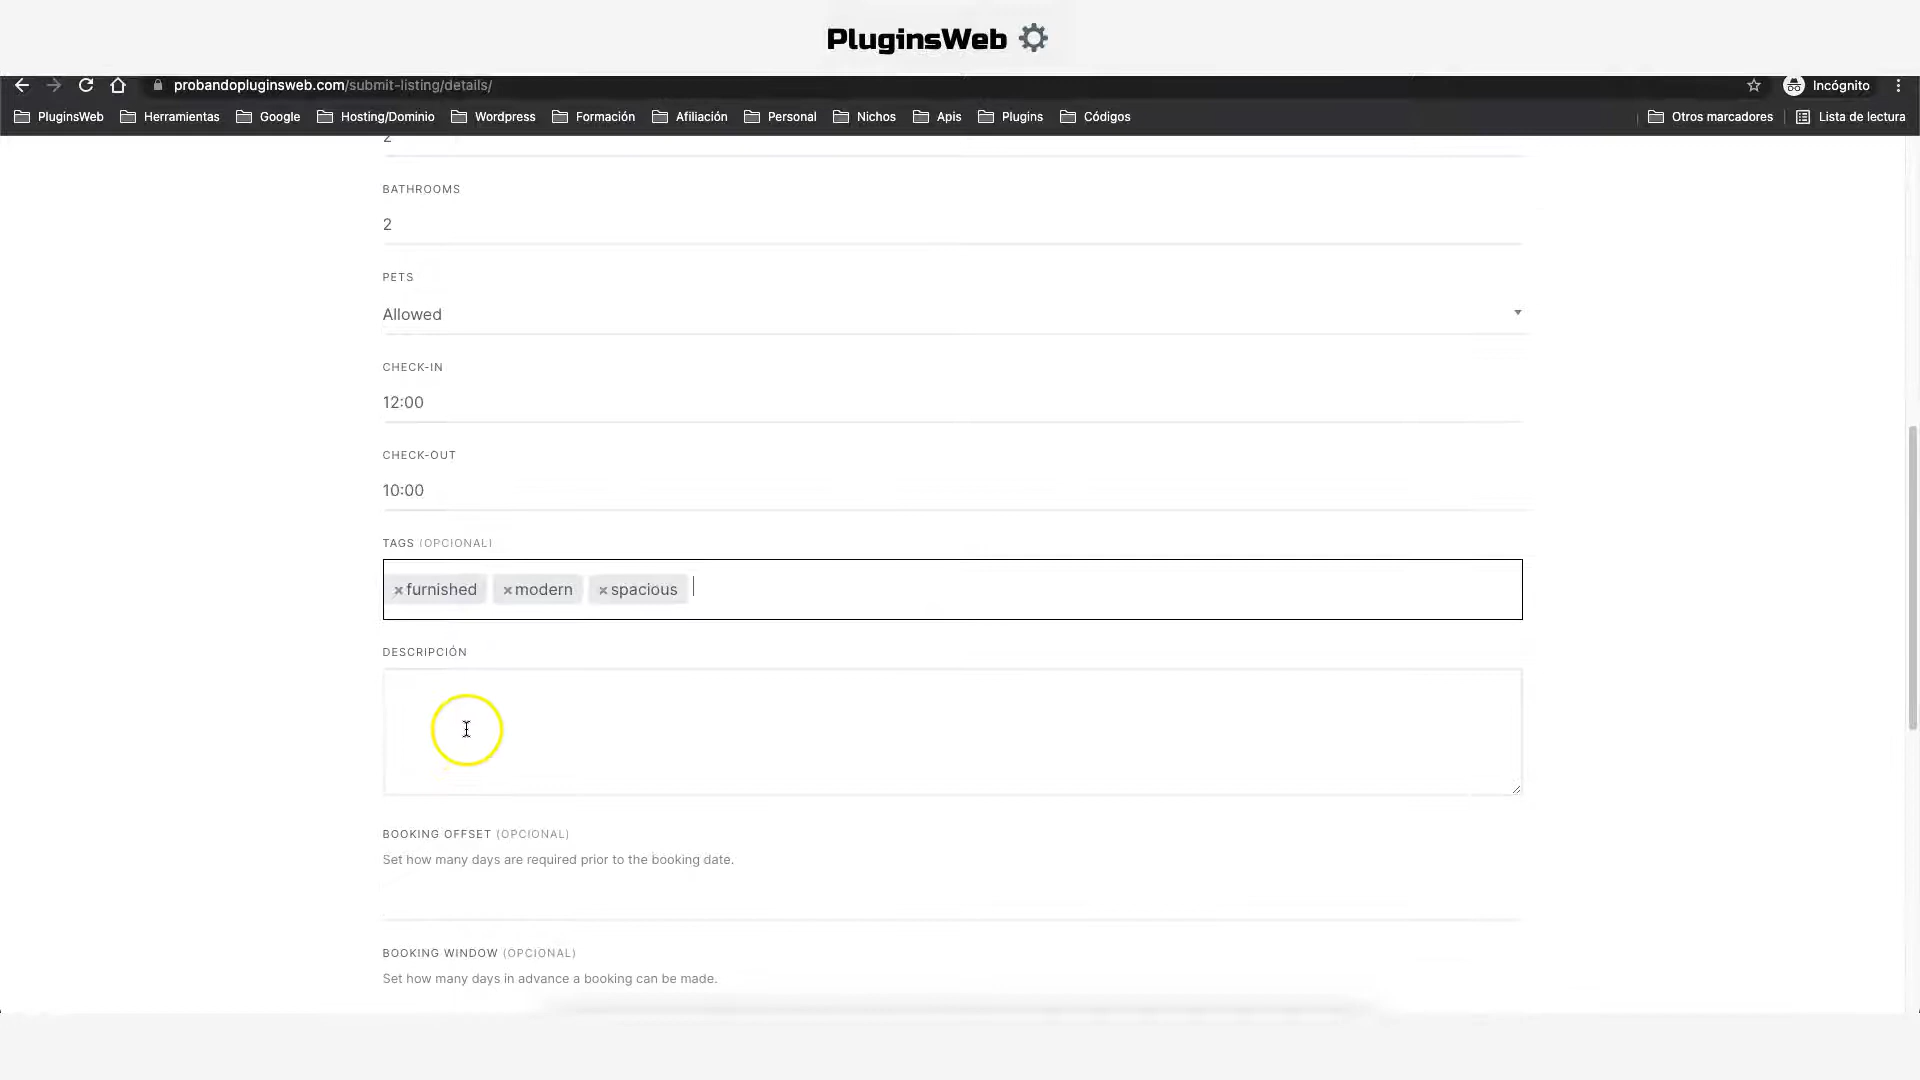 PluginsWeb
probandopluginsweb.com/submit-listing/details/
Incógnito
PluginsWeb Herramientas Google Hosting/Dominio Wordpress Formación Afiliación Personal Nichos Apis Plugins Códigos Otros marcadores Lista de lectura
2
BATHROOMS
2
PETS
Allowed
CHECK-IN
12:00
CHECK-OUT
10:00
TAGS (OPCIONAL)
×furnished ×modern ×spacious
DESCRIPCIÓN
BOOKING OFFSET (OPCIONAL)
Set how many days are required prior to the booking date.
BOOKING WINDOW (OPCIONAL)
Set how many days in advance a booking can be made.